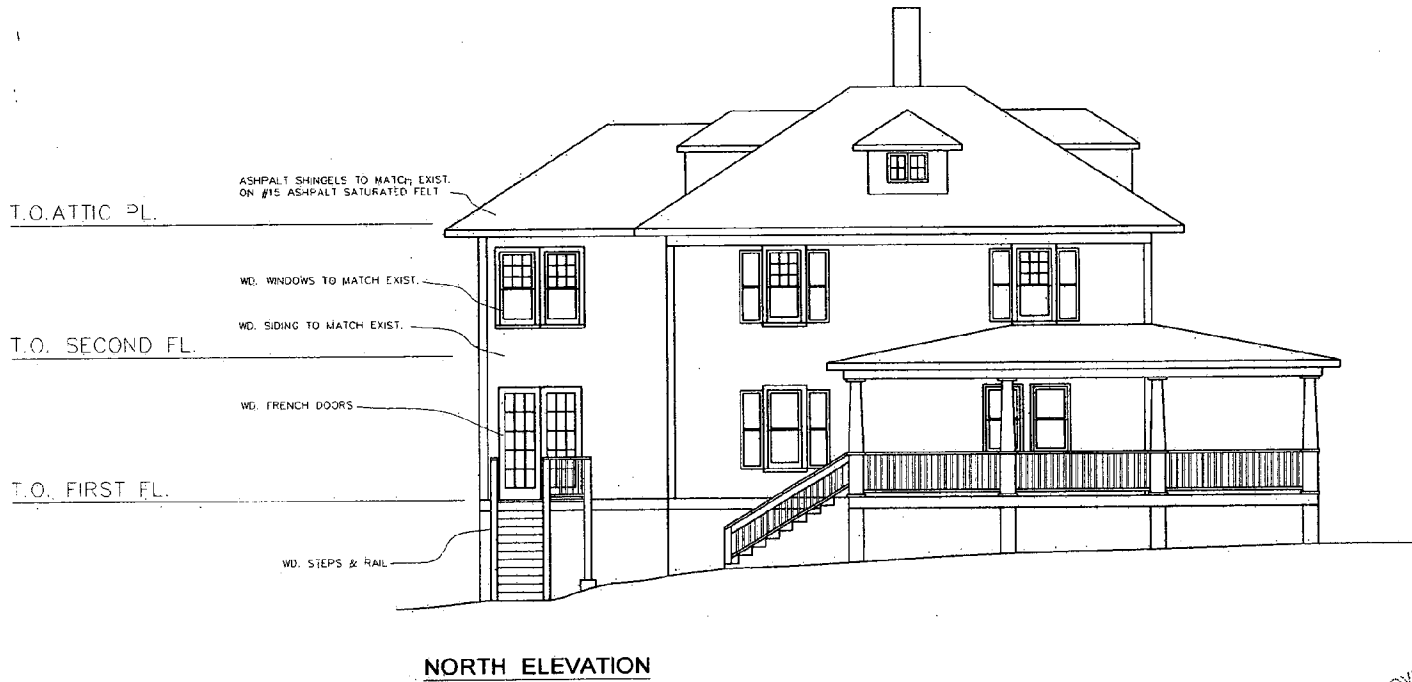 ASHPALT SHINGELS TO MATCH EXIST.
ON #15 ASHPALT SATURATED FELT
T.O. ATTIC PL.
WD. WINDOWS TO MATCH EXIST.
WD. SIDING TO MATCH EXIST.
T.O. SECOND FL.
WD. FRENCH DOORS
T.O. FIRST FL.
WD. STEPS & RAIL
NORTH ELEVATION